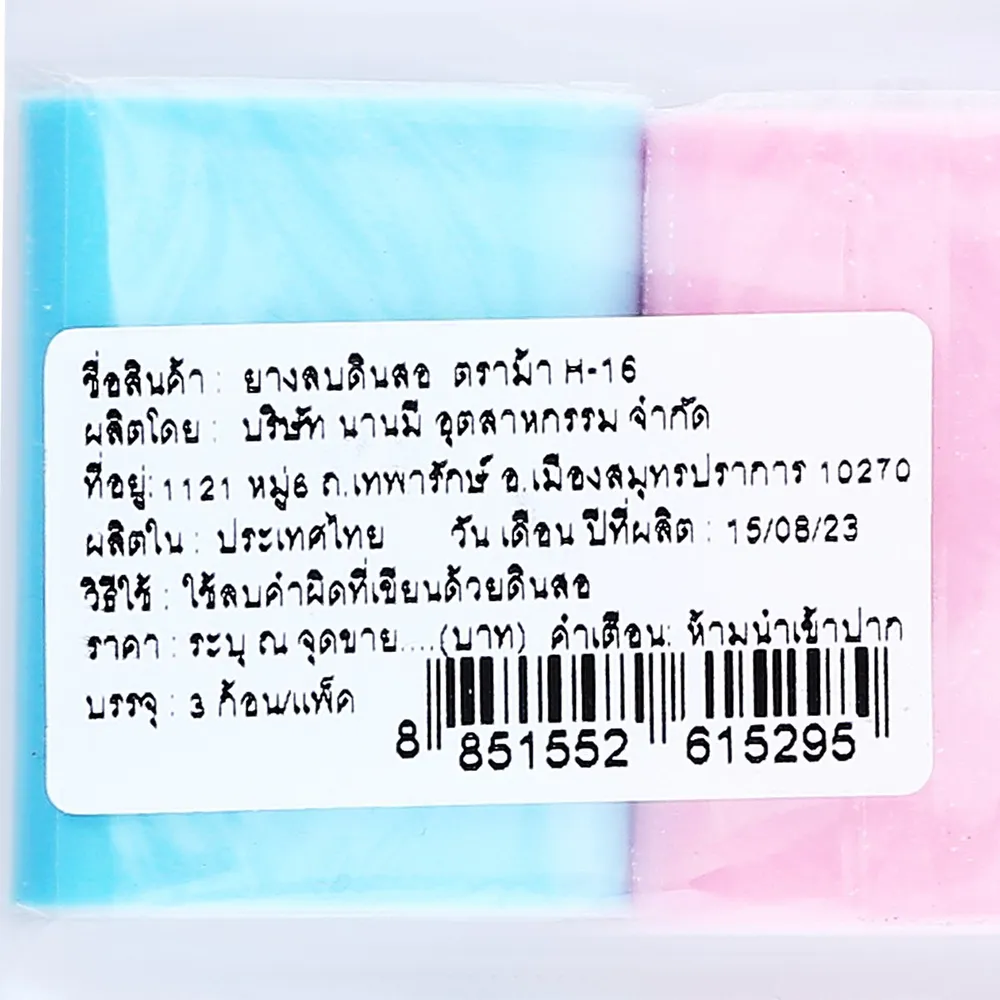 ชื่อสินค้า : ยางลบดินสอ ตราม้า H-16
ผลิตโดย : บริษัท นานมี อุตสาหกรรม จำกัด
ที่อยู่: 1121 หมู่6 ถ.เทพารักษ์ อ.เมืองสมุทรปราการ 10270
ผลิตใน : ประเทศไทย วัน เดือน ปีที่ผลิต : 15/08/23
วิธีใช้ : ใช้ลบคำผิดที่เขียนด้วยดินสอ
ราคา : ระบุ ณ จุดขาย....(บาท) คำเตือน: ห้ามนำเข้าปาก
บรรจุ : 3 ก้อน/แพ็ค
8 851552 615295